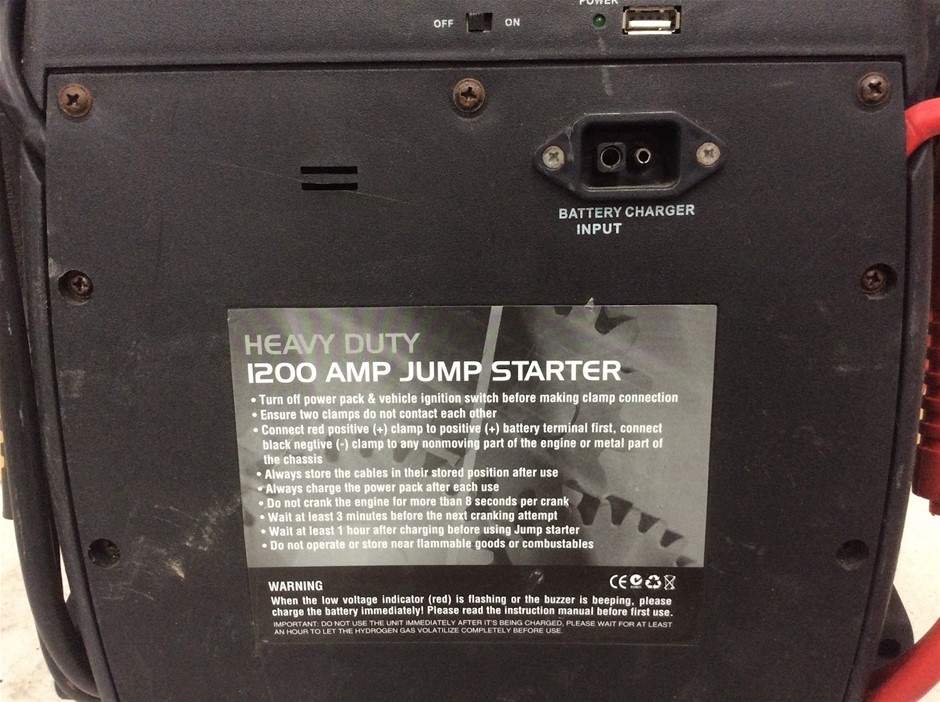 POWER
OFF ON
BATTERY CHARGER
INPUT
HEAVY DUTY
1200 AMP JUMP STARTER
• Turn off power pack & vehicle ignition switch before making clamp connection
• Ensure two clamps do not contact each other
• Connect red positive (+) clamp to positive (+) battery terminal first, connect
black negtive (-) clamp to any nonmoving part of the engine or metal part of
the chassis
• Always store the cables in their stored position after use
• Always charge the power pack after each use
• Do not crank the engine for more than 8 seconds per crank
• Wait at least 3 minutes before the next cranking attempt
• Wait at least 1 hour after charging before using Jump starter
• Do not operate or store near flammable goods or combustables
WARNING
CE
When the low voltage indicator (red) is flashing or the buzzer is beeping, please
charge the battery immediately! Please read the instruction manual before first use.
IMPORTANT: DO NOT USE THE UNIT IMMEDIATELY AFTER IT'S BEING CHARGED, PLEASE WAIT FOR AT LEAST
AN HOUR TO LET THE HYDROGEN GAS VOLATILIZE COMPLETELY BEFORE USE.